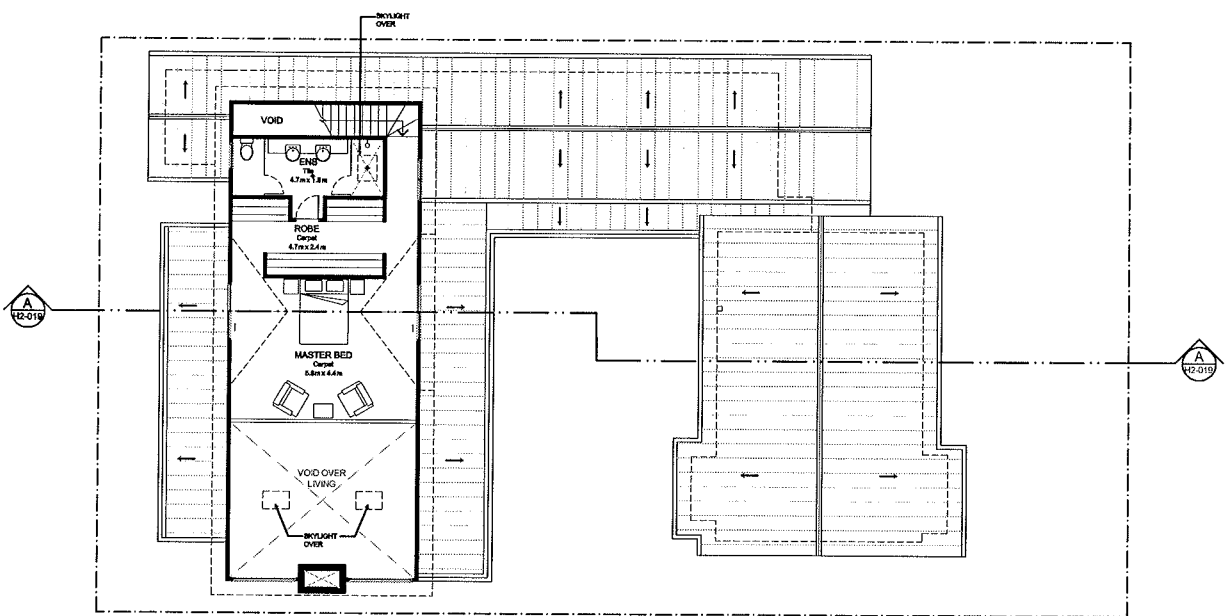 SKYLIGHT
OVER
VOID
ENS
Tile
4.7m x 1.8m
ROBE
Carpet
4.7m x 2.4m
A
H2-019
MASTER BED
Carpet
5.8m x 4.4m
A
H2-019
VOID OVER
LIVING
SKYLIGHT
OVER